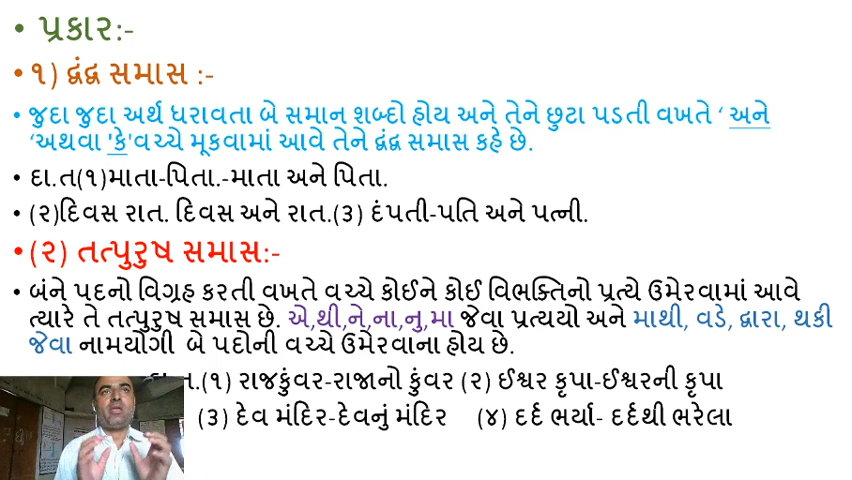 • પ્રકાર:-
• ૧) દ્વંદ્વ સમાસ :-
• જુદા જુદા અર્થ ધરાવતા બે સમાન શબ્દો હોય અને તેને છુટા પડતી વખતે ‘ અને
‘અથવા 'કે'વચ્ચે મૂકવામાં આવે તેને દ્વંદ્વ સમાસ કહે છે.
• દા.ત(૧)માતા-પિતા.-માતા અને પિતા.
• (૨)દિવસ રાત. દિવસ અને રાત.(૩) દંપતી-પતિ અને પત્ની.
• (૨) તત્પુરુષ સમાસ:-
• બંને પદનો વિગ્રહ કરતી વખતે વચ્ચે કોઈને કોઈ વિભક્તિનો પ્રત્યે ઉમેરવામાં આવે
ત્યારે તે તત્પુરુષ સમાસ છે. એ,થી,ને,ના,નુ,મા જેવા પ્રત્યયો અને માથી, વડે, દ્વારા, થકી
જેવા નામયોગી બે પદોની વચ્ચે ઉમેરવાના હોય છે.
(૧) રાજકુંવર-રાજાનો કુંવર (૨) ઈશ્વર કૃપા-ઈશ્વરની કૃપા
(૩) દેવ મંદિર-દેવનું મંદિર (૪) દર્દ ભર્યા- દર્દથી ભરેલા